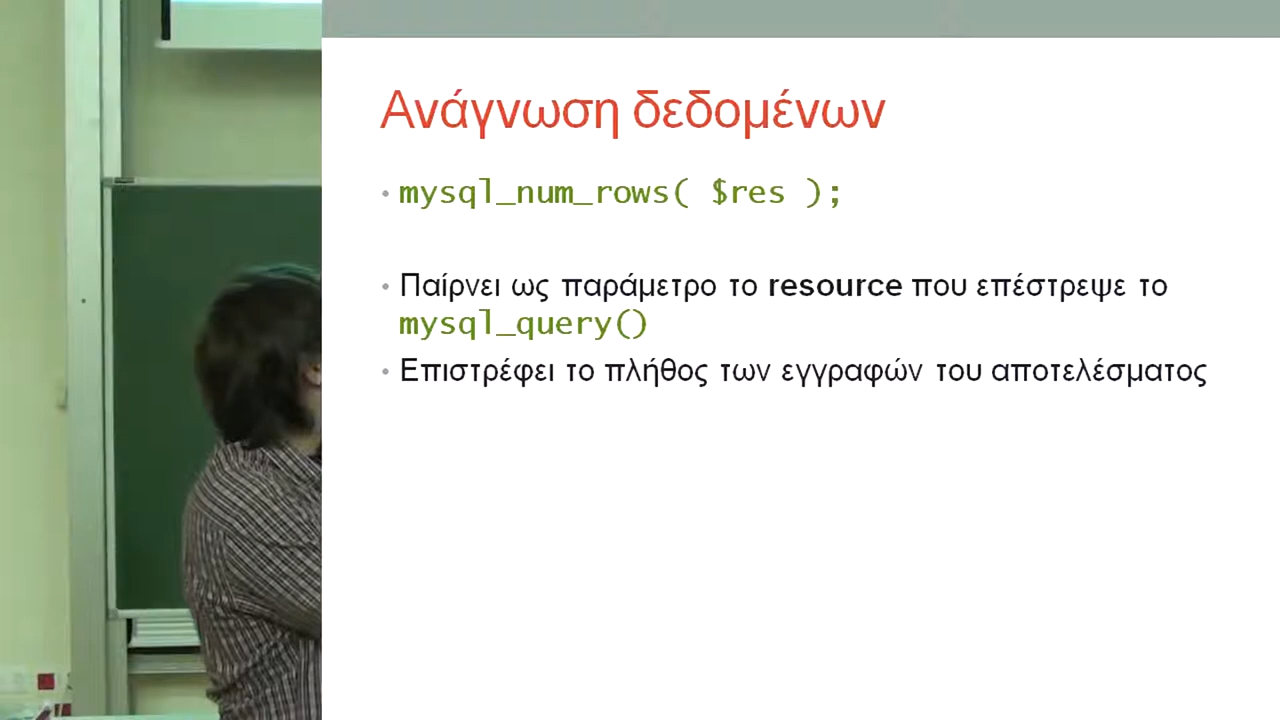 Ανάγνωση δεδομένων
• mysql_num_rows( $res );
• Παίρνει ως παράμετρο το resource που επέστρεψε το
mysql_query()
• Επιστρέφει το πλήθος των εγγραφών του αποτελέσματος